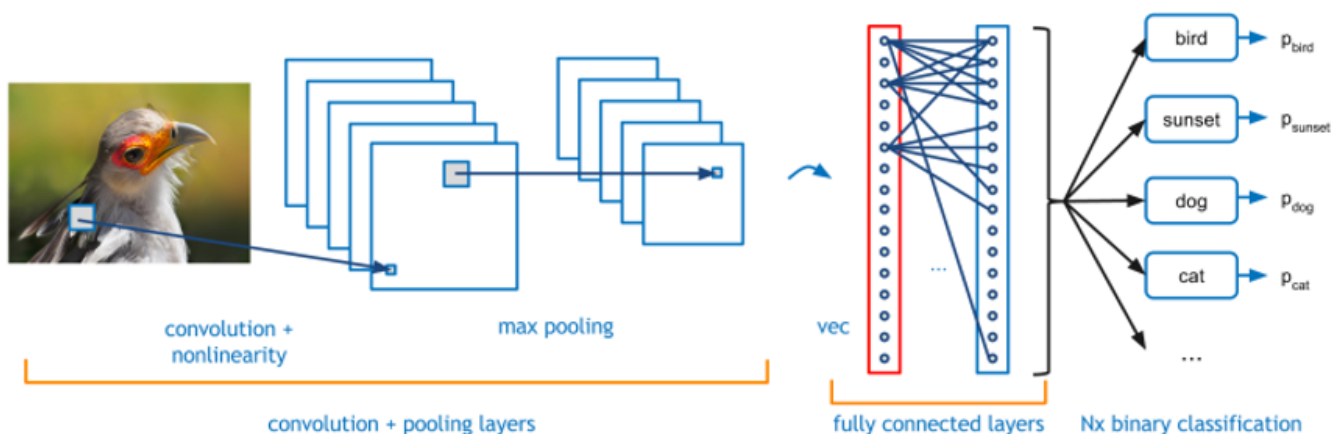 bird
p_bird
sunset
p_sunset
dog
p_dog
cat
p_cat
...
...
convolution +
nonlinearity
max pooling
vec
convolution + pooling layers
fully connected layers
Nx binary classification